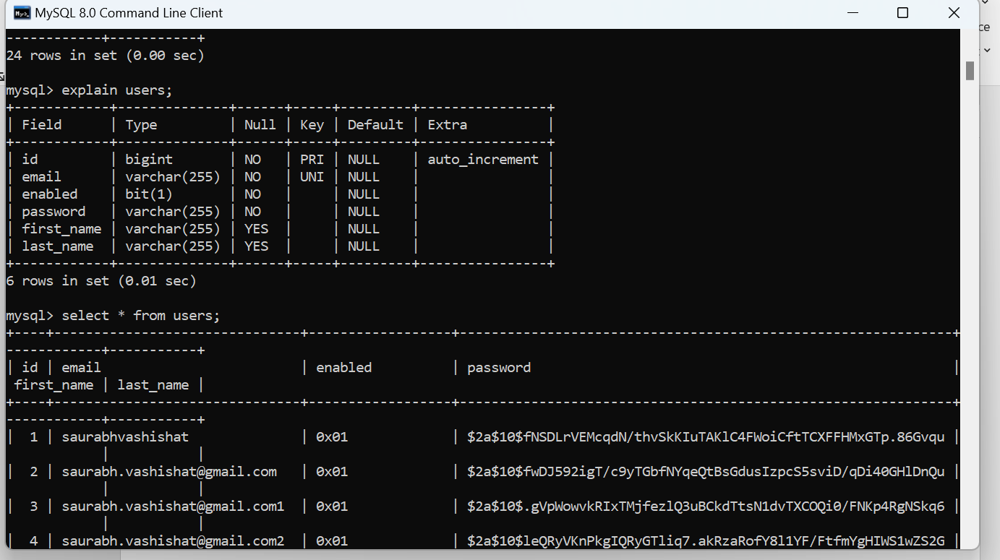 MySQL 8.0 Command Line Client
------------+-----------+
24 rows in set (0.00 sec)
mysql> explain users;
+------------+--------------+------+-----+---------+----------------+
| Field      | Type         | Null | Key | Default | Extra          |
+------------+--------------+------+-----+---------+----------------+
| id         | bigint       | NO   | PRI | NULL    | auto_increment |
| email      | varchar(255) | NO   | UNI | NULL    |                |
| enabled    | bit(1)       | NO   |     | NULL    |                |
| password   | varchar(255) | NO   |     | NULL    |                |
| first_name | varchar(255) | YES  |     | NULL    |                |
| last_name  | varchar(255) | YES  |     | NULL    |                |
+------------+--------------+------+-----+---------+----------------+
6 rows in set (0.01 sec)
mysql> select * from users;
+----+-------------------------------+------------------+--------------------------------------------------------------+
------------+-----------+
| id | email                         | enabled          | password                                                     |
 first_name | last_name |
+----+-------------------------------+------------------+--------------------------------------------------------------+
------------+-----------+
|  1 | saurabhvashishat              | 0x01             | $2a$10$fNSDLrVEMcqdN/thvSkKIuTAKlC4FWoiCftTCXFFHMxGTp.86Gvqu |
            |           |
|  2 | saurabh.vashishat@gmail.com   | 0x01             | $2a$10$fwDJ592igT/c9yTGbfNYqeQtBsGdusIzpcS5sviD/qDi40GHlDnQu |
            |           |
|  3 | saurabh.vashishat@gmail.com1  | 0x01             | $2a$10$.gVpWowvkRIxTMjfezlQ3uBCkdTtsN1dvTXCOQi0/FNKp4RgNSkq6 |
            |           |
|  4 | saurabh.vashishat@gmail.com2  | 0x01             | $2a$10$leQRyVKnPkgIQRyGTliq7.akRzaRofY8l1YF/FtfmYgHIWS1wZS2G |
ce